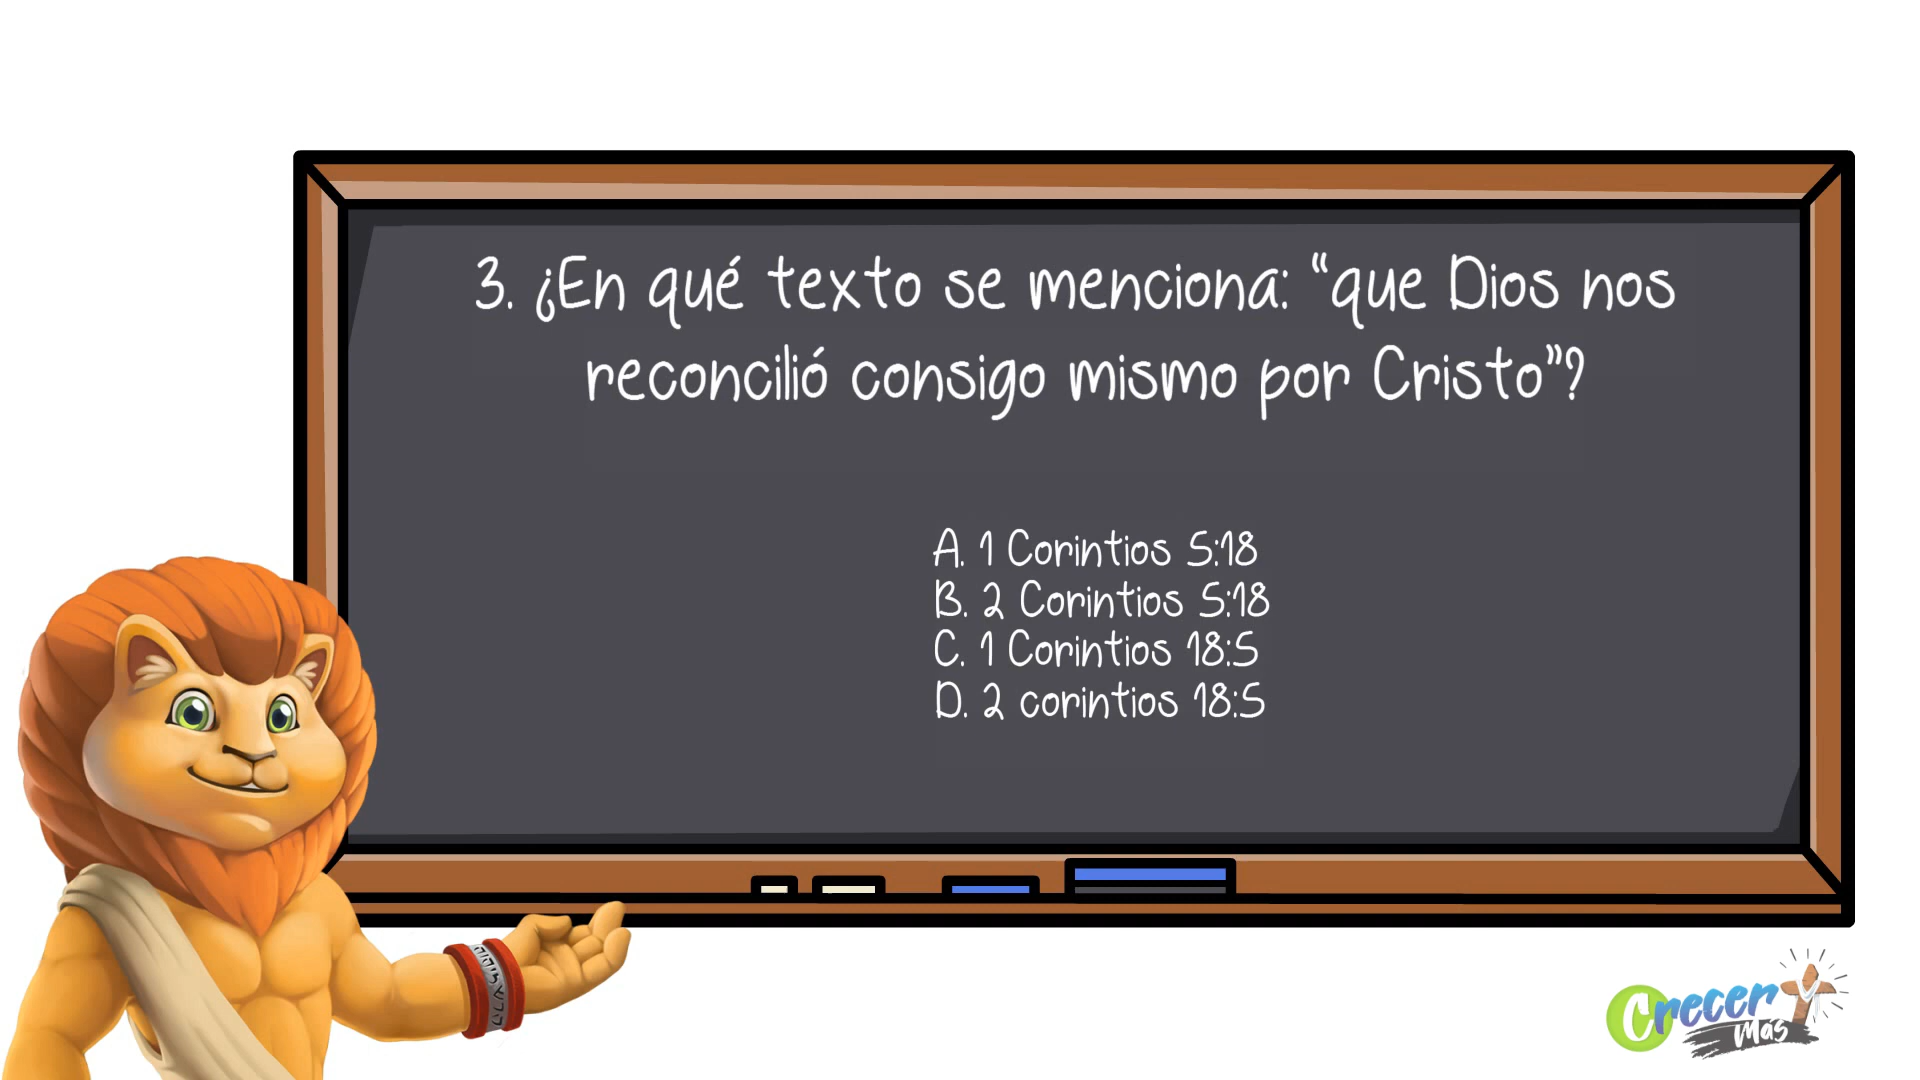 3. ¿En qué texto se menciona: "que Dios nos
reconcilió consigo mismo por Cristo"?
A. 1 Corintios 5:18
B. 2 Corintios 5:18
C. 1 Corintios 18:5
D. 2 corintios 18:5
Crecer
Más